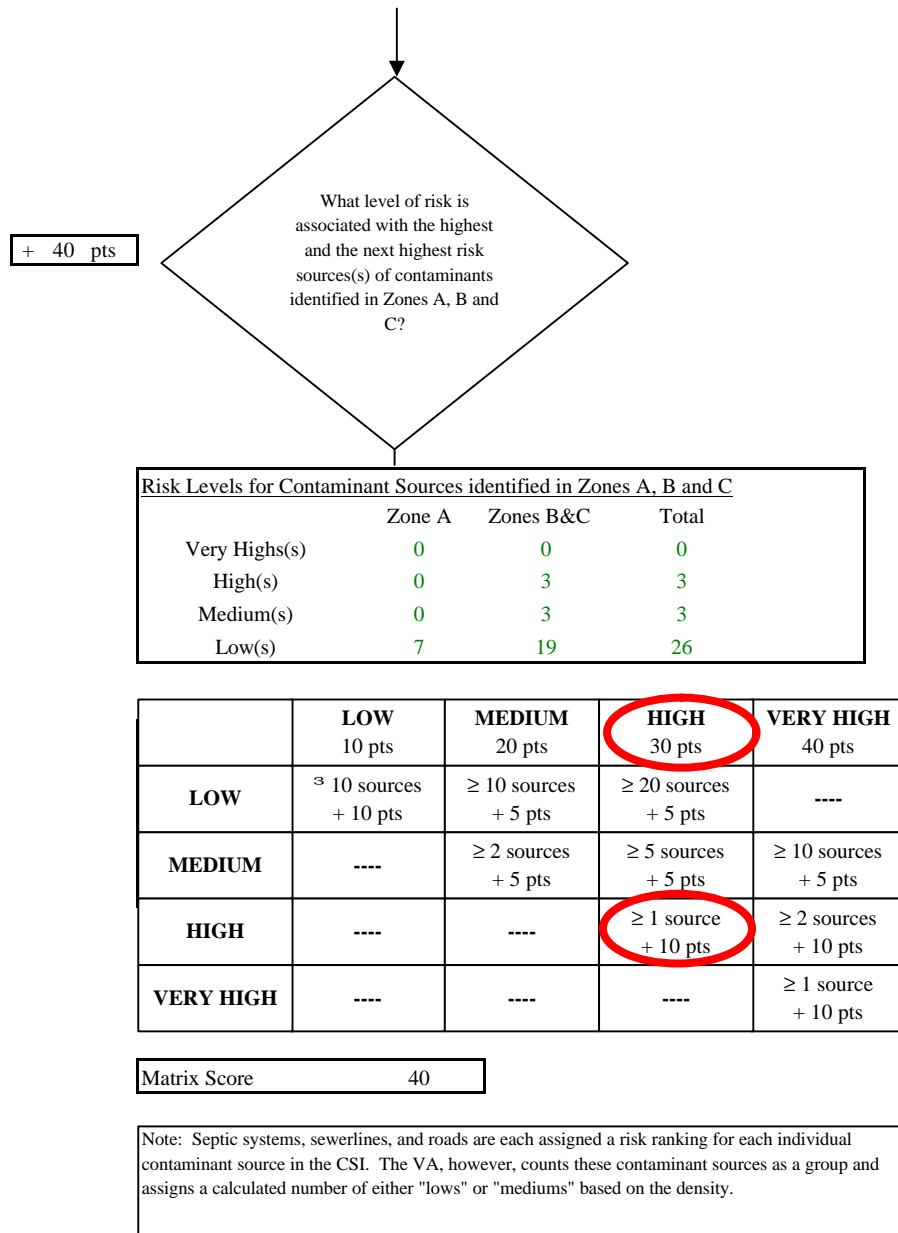 What level of risk is
associated with the highest
and the next highest risk
sources(s) of contaminants
identified in Zones A, B and
C?
+ 40 pts
Risk Levels for Contaminant Sources identified in Zones A, B and C
Zone A Zones B&C Total
Very Highs(s) 0 0 0
High(s) 0 3 3
Medium(s) 0 3 3
Low(s) 7 19 26
LOW MEDIUM HIGH VERY HIGH
10 pts 20 pts 30 pts 40 pts
LOW ³ 10 sources ≥ 10 sources ≥ 20 sources ----
+ 10 pts + 5 pts + 5 pts
MEDIUM ---- ≥ 2 sources ≥ 5 sources ≥ 10 sources
+ 5 pts + 5 pts + 5 pts
HIGH ---- ---- ≥ 1 source ≥ 2 sources
+ 10 pts + 10 pts
VERY HIGH ---- ---- ---- ≥ 1 source
+ 10 pts
Matrix Score 40
Note: Septic systems, sewerlines, and roads are each assigned a risk ranking for each individual
contaminant source in the CSI. The VA, however, counts these contaminant sources as a group and
assigns a calculated number of either "lows" or "mediums" based on the density.